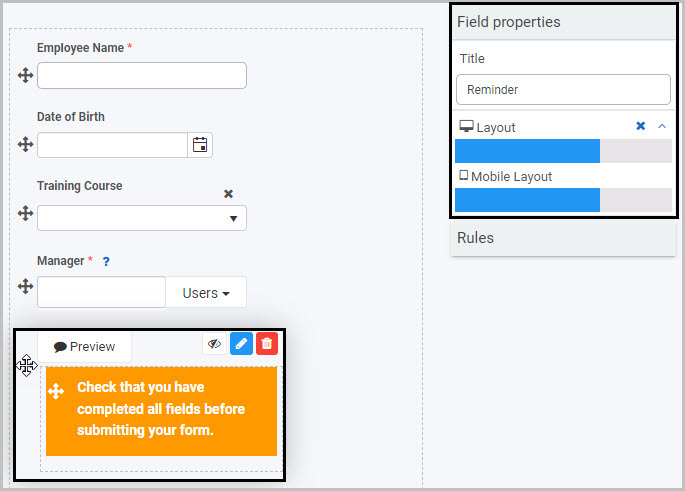 Employee Name *
Date of Birth
Training Course
Manager * ?
Users
Preview
Check that you have
completed all fields before
submitting your form.
Field properties
Title
Reminder
Layout
Mobile Layout
Rules